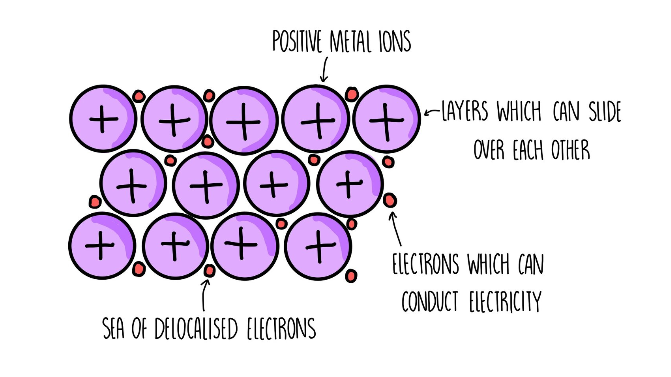 POSITIVE METAL IONS
LAYERS WHICH CAN SLIDE
OVER EACH OTHER
+ + + + +
+ + + +
+ + + +
ELECTRONS WHICH CAN
CONDUCT ELECTRICITY
SEA OF DELOCALISED ELECTRONS